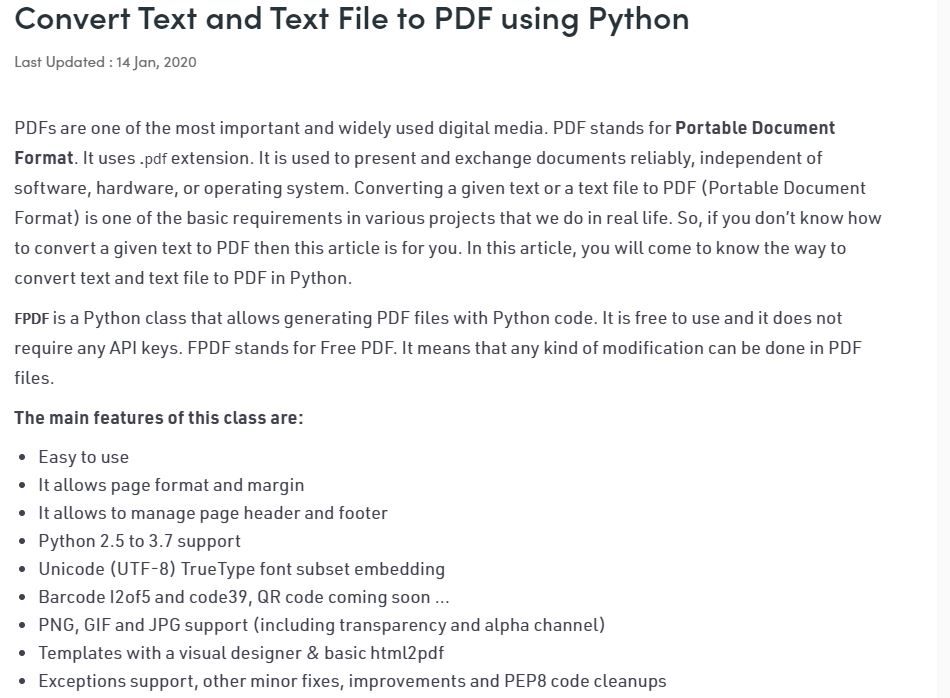 Convert Text and Text File to PDF using Python
Last Updated : 14 Jan, 2020
PDFs are one of the most important and widely used digital media. PDF stands for Portable Document
Format. It uses .pdf extension. It is used to present and exchange documents reliably, independent of
software, hardware, or operating system. Converting a given text or a text file to PDF (Portable Document
Format) is one of the basic requirements in various projects that we do in real life. So, if you don’t know how
to convert a given text to PDF then this article is for you. In this article, you will come to know the way to
convert text and text file to PDF in Python.
FPDF is a Python class that allows generating PDF files with Python code. It is free to use and it does not
require any API keys. FPDF stands for Free PDF. It means that any kind of modification can be done in PDF
files.
The main features of this class are:
• Easy to use
• It allows page format and margin
• It allows to manage page header and footer
• Python 2.5 to 3.7 support
• Unicode (UTF-8) TrueType font subset embedding
• Barcode I2of5 and code39, QR code coming soon …
• PNG, GIF and JPG support (including transparency and alpha channel)
• Templates with a visual designer & basic html2pdf
• Exceptions support, other minor fixes, improvements and PEP8 code cleanups